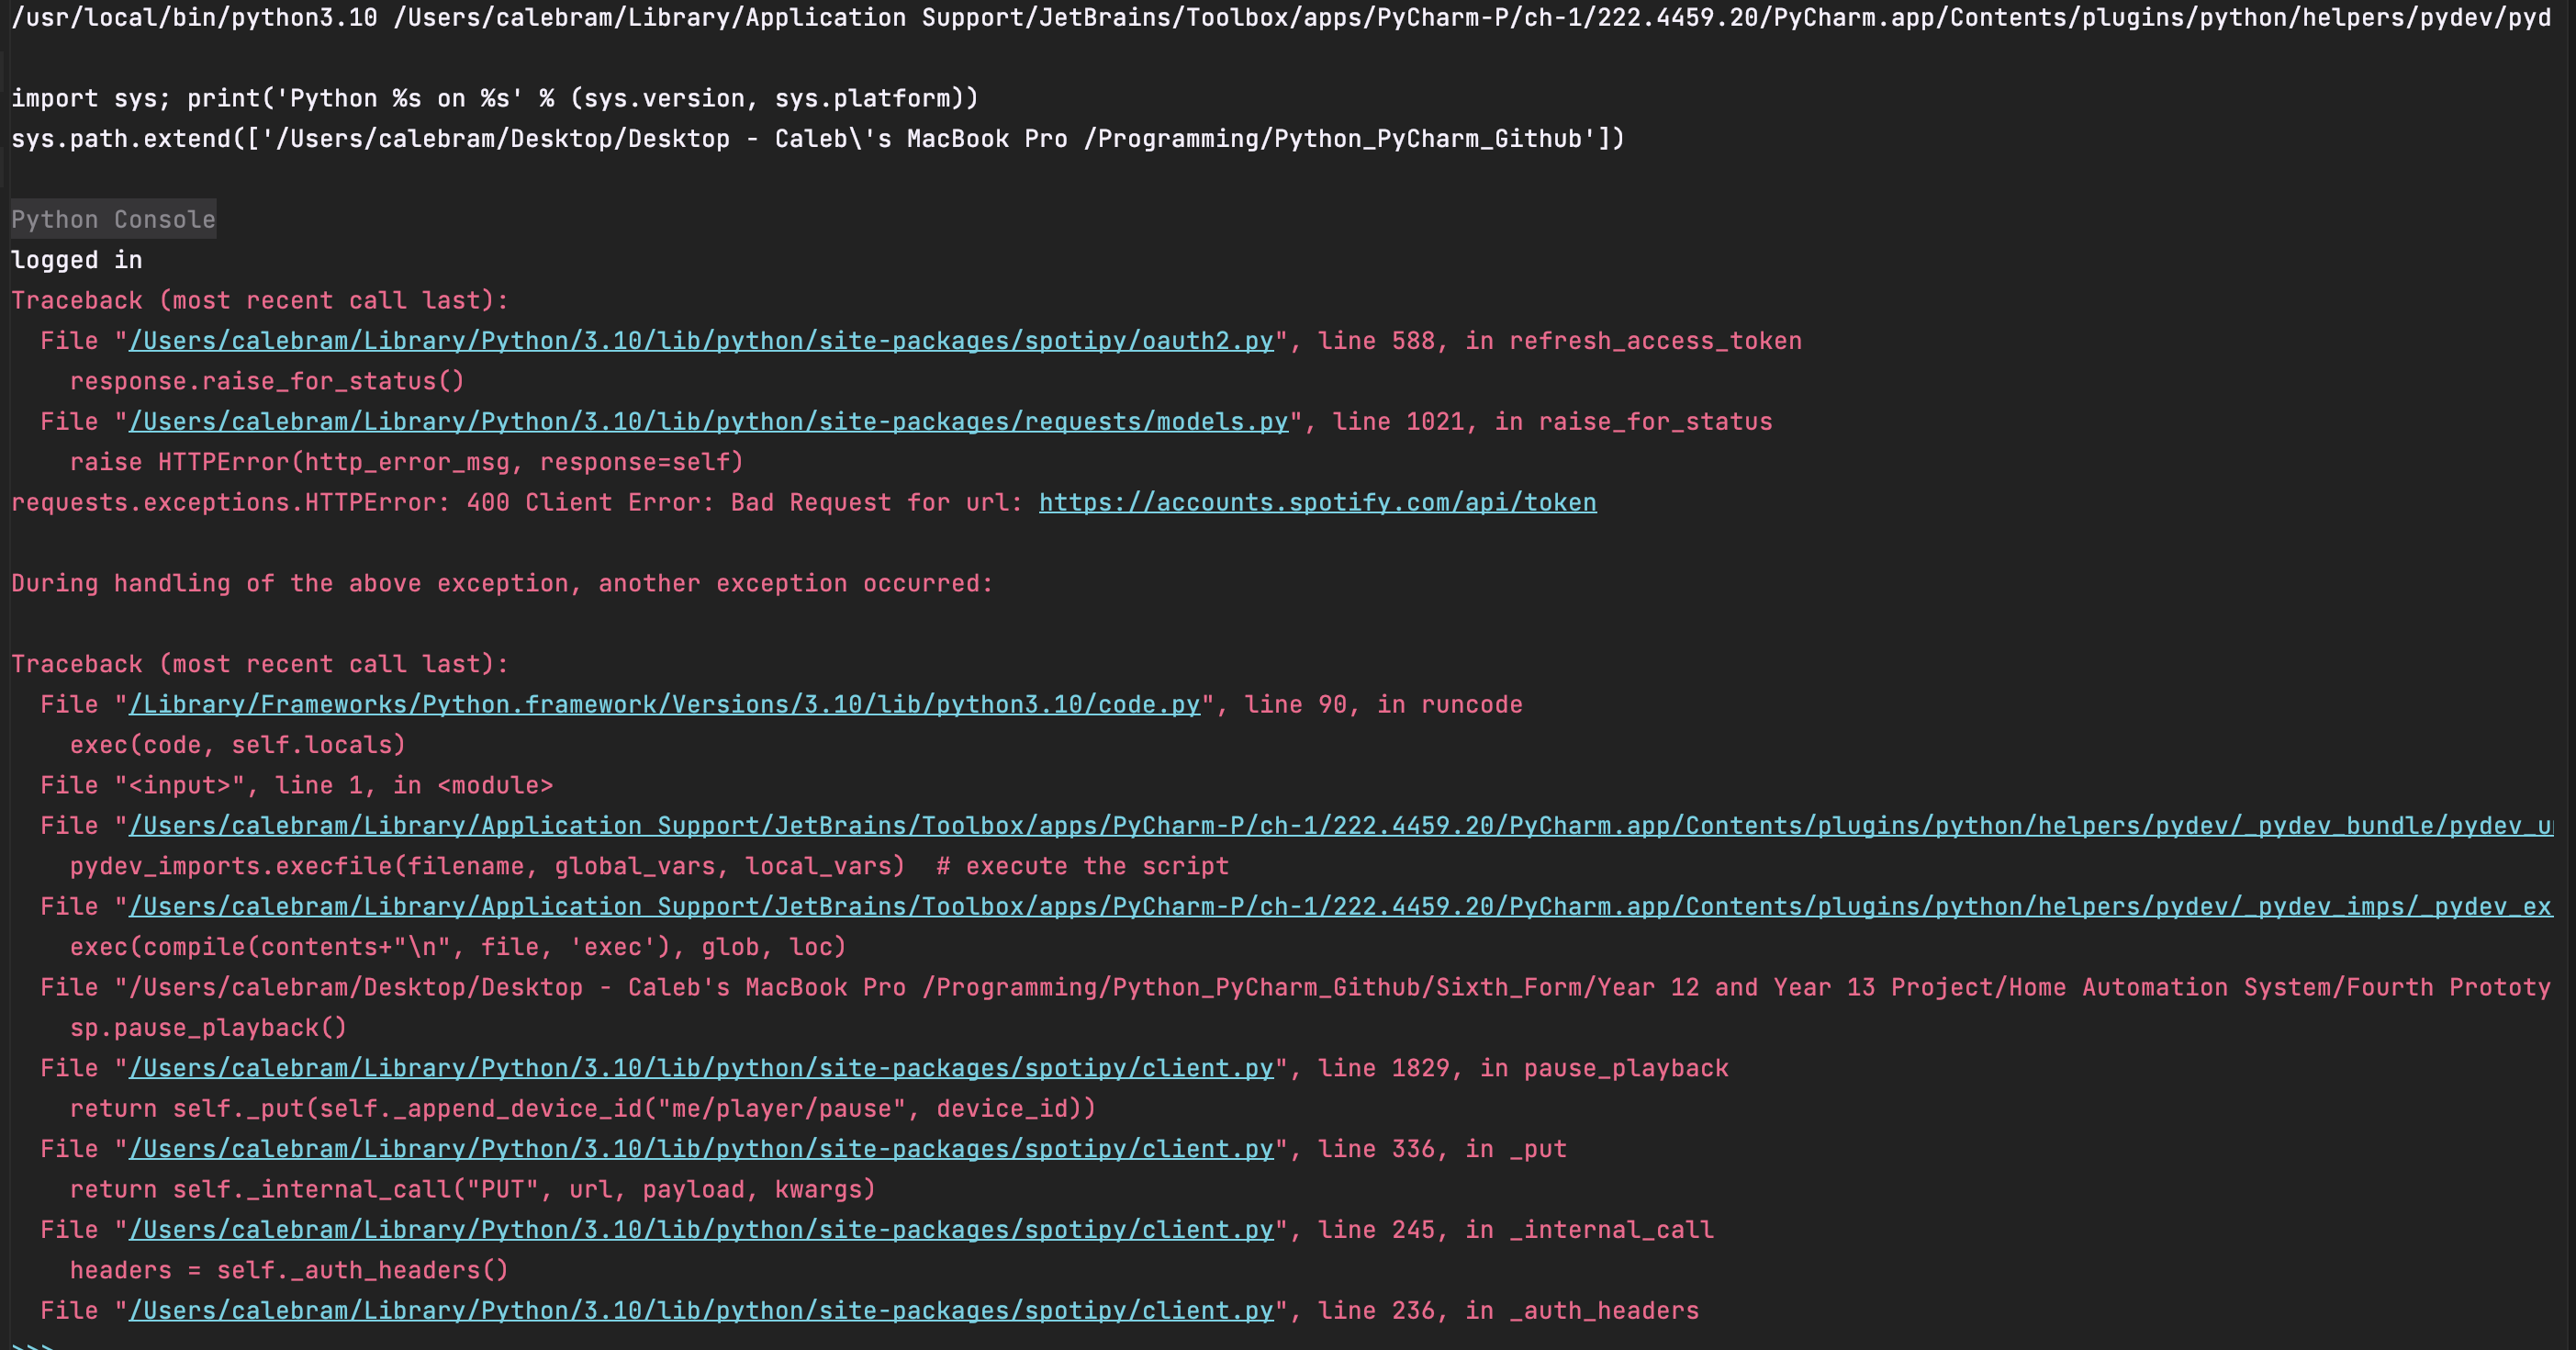 /usr/local/bin/python3.10 /Users/calebram/Library/Application Support/JetBrains/Toolbox/apps/PyCharm-P/ch-1/222.4459.20/PyCharm.app/Contents/plugins/python/helpers/pydev/pyd
import sys; print('Python %s on %s' % (sys.version, sys.platform))
sys.path.extend(['/Users/calebram/Desktop/Desktop - Caleb\'s MacBook Pro /Programming/Python_PyCharm_Github'])
Python Console
logged in
Traceback (most recent call last):
  File "/Users/calebram/Library/Python/3.10/lib/python/site-packages/spotipy/oauth2.py", line 588, in refresh_access_token
    response.raise_for_status()
  File "/Users/calebram/Library/Python/3.10/lib/python/site-packages/requests/models.py", line 1021, in raise_for_status
    raise HTTPError(http_error_msg, response=self)
requests.exceptions.HTTPError: 400 Client Error: Bad Request for url: https://accounts.spotify.com/api/token
During handling of the above exception, another exception occurred:
Traceback (most recent call last):
  File "/Library/Frameworks/Python.framework/Versions/3.10/lib/python3.10/code.py", line 90, in runcode
    exec(code, self.locals)
  File "<input>", line 1, in <module>
  File "/Users/calebram/Library/Application Support/JetBrains/Toolbox/apps/PyCharm-P/ch-1/222.4459.20/PyCharm.app/Contents/plugins/python/helpers/pydev/_pydev_bundle/pydev_u
    pydev_imports.execfile(filename, global_vars, local_vars)  # execute the script
  File "/Users/calebram/Library/Application Support/JetBrains/Toolbox/apps/PyCharm-P/ch-1/222.4459.20/PyCharm.app/Contents/plugins/python/helpers/pydev/_pydev_imps/_pydev_ex
    exec(compile(contents+"\n", file, 'exec'), glob, loc)
  File "/Users/calebram/Desktop/Desktop - Caleb's MacBook Pro /Programming/Python_PyCharm_Github/Sixth_Form/Year 12 and Year 13 Project/Home Automation System/Fourth Prototy
    sp.pause_playback()
  File "/Users/calebram/Library/Python/3.10/lib/python/site-packages/spotipy/client.py", line 1829, in pause_playback
    return self._put(self._append_device_id("me/player/pause", device_id))
  File "/Users/calebram/Library/Python/3.10/lib/python/site-packages/spotipy/client.py", line 336, in _put
    return self._internal_call("PUT", url, payload, kwargs)
  File "/Users/calebram/Library/Python/3.10/lib/python/site-packages/spotipy/client.py", line 245, in _internal_call
    headers = self._auth_headers()
  File "/Users/calebram/Library/Python/3.10/lib/python/site-packages/spotipy/client.py", line 236, in _auth_headers
>>>